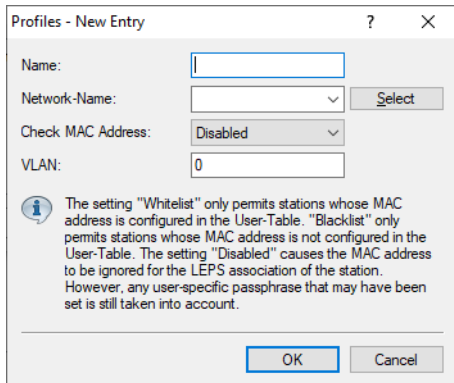 Profiles - New Entry ?
Name:
Network-Name: Select
Check MAC Address: Disabled
VLAN: 0
The setting "Whitelist" only permits stations whose MAC
address is configured in the User-Table. "Blacklist" only
permits stations whose MAC address is not configured in the
User-Table. The setting "Disabled" causes the MAC address
to be ignored for the LEPS association of the station.
However, any user-specific passphrase that may have been
set is still taken into account.
OK Cancel